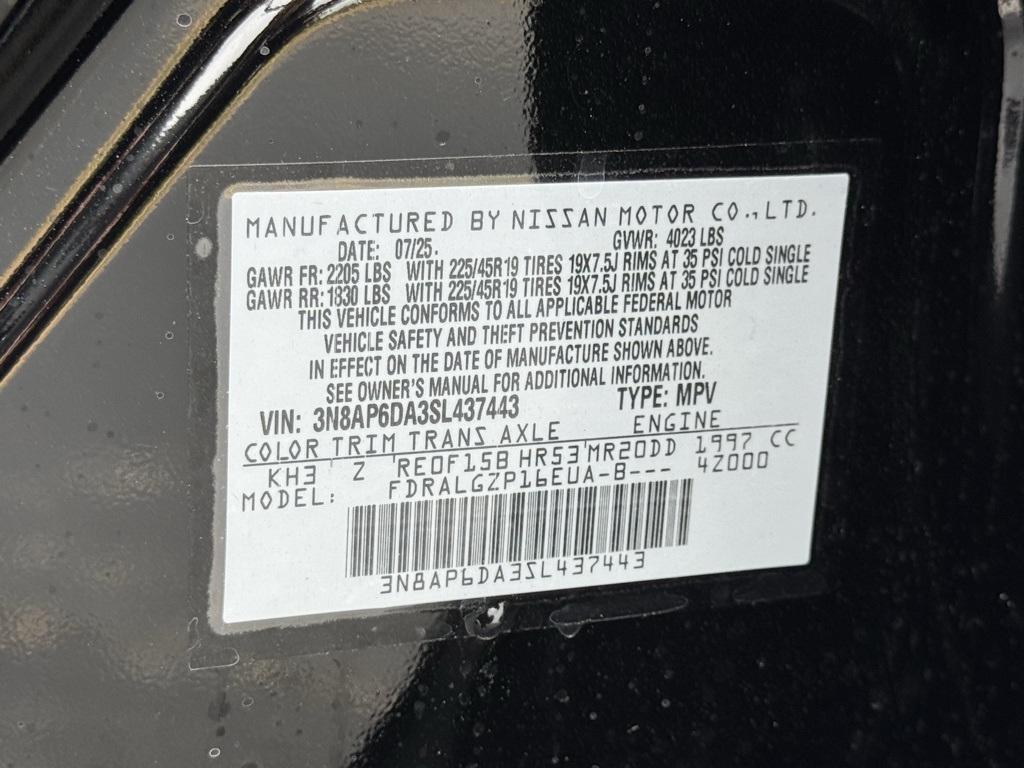 MANUFACTURED BY NISSAN MOTOR CO.,LTD.
DATE: 07/25. GVWR: 4023 LBS
GAWR FR: 2205 LBS WITH 225/45R19 TIRES 19X7.5J RIMS AT 35 PSI COLD SINGLE
GAWR RR: 1830 LBS WITH 225/45R19 TIRES 19X7.5J RIMS AT 35 PSI COLD SINGLE
THIS VEHICLE CONFORMS TO ALL APPLICABLE FEDERAL MOTOR
VEHICLE SAFETY AND THEFT PREVENTION STANDARDS
IN EFFECT ON THE DATE OF MANUFACTURE SHOWN ABOVE.
SEE OWNER'S MANUAL FOR ADDITIONAL INFORMATION.
VIN: 3N8AP6DA3SL437443 TYPE: MPV
COLOR TRIM TRANS AXLE ENGINE
KH3 Z RE0F15B HR53 MR20DD 1997 CC
MODEL: FDRALGZP16EUA-B--- 4Z000
3N8AP6DA3SL437443